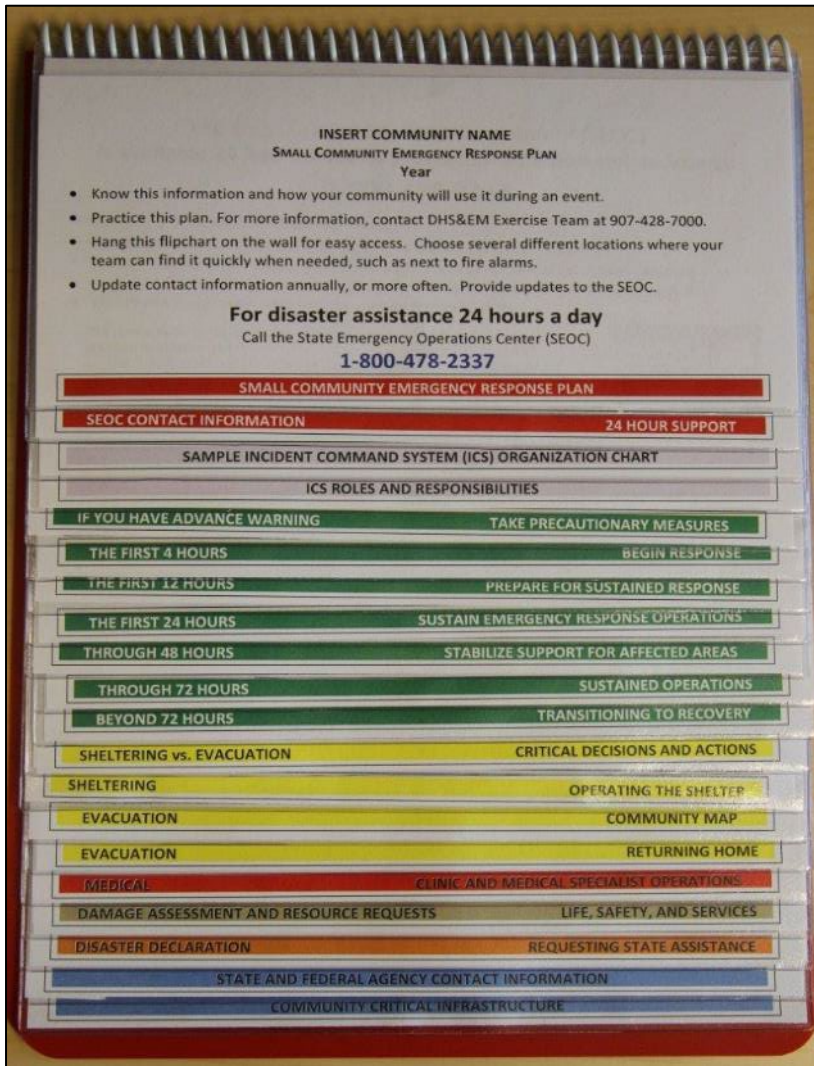 INSERT COMMUNITY NAME
SMALL COMMUNITY EMERGENCY RESPONSE PLAN
Year
• Know this information and how your community will use it during an event.
• Practice this plan. For more information, contact DHS&EM Exercise Team at 907-428-7000.
• Hang this flipchart on the wall for easy access. Choose several different locations where your
team can find it quickly when needed, such as next to fire alarms.
• Update contact information annually, or more often. Provide updates to the SEOC.
For disaster assistance 24 hours a day
Call the State Emergency Operations Center (SEOC)
1-800-478-2337
SMALL COMMUNITY EMERGENCY RESPONSE PLAN
SEOC CONTACT INFORMATION 24 HOUR SUPPORT
SAMPLE INCIDENT COMMAND SYSTEM (ICS) ORGANIZATION CHART
ICS ROLES AND RESPONSIBILITIES
IF YOU HAVE ADVANCE WARNING TAKE PRECAUTIONARY MEASURES
THE FIRST 4 HOURS BEGIN RESPONSE
THE FIRST 12 HOURS PREPARE FOR SUSTAINED RESPONSE
THE FIRST 24 HOURS SUSTAIN EMERGENCY RESPONSE OPERATIONS
THROUGH 48 HOURS STABILIZE SUPPORT FOR AFFECTED AREAS
THROUGH 72 HOURS SUSTAINED OPERATIONS
BEYOND 72 HOURS TRANSITIONING TO RECOVERY
SHELTERING vs. EVACUATION CRITICAL DECISIONS AND ACTIONS
SHELTERING OPERATING THE SHELTER
EVACUATION COMMUNITY MAP
EVACUATION RETURNING HOME
MEDICAL CLINIC AND MEDICAL SPECIALIST OPERATIONS
DAMAGE ASSESSMENT AND RESOURCE REQUESTS LIFE, SAFETY, AND SERVICES
DISASTER DECLARATION REQUESTING STATE ASSISTANCE
STATE AND FEDERAL AGENCY CONTACT INFORMATION
COMMUNITY CRITICAL INFRASTRUCTURE